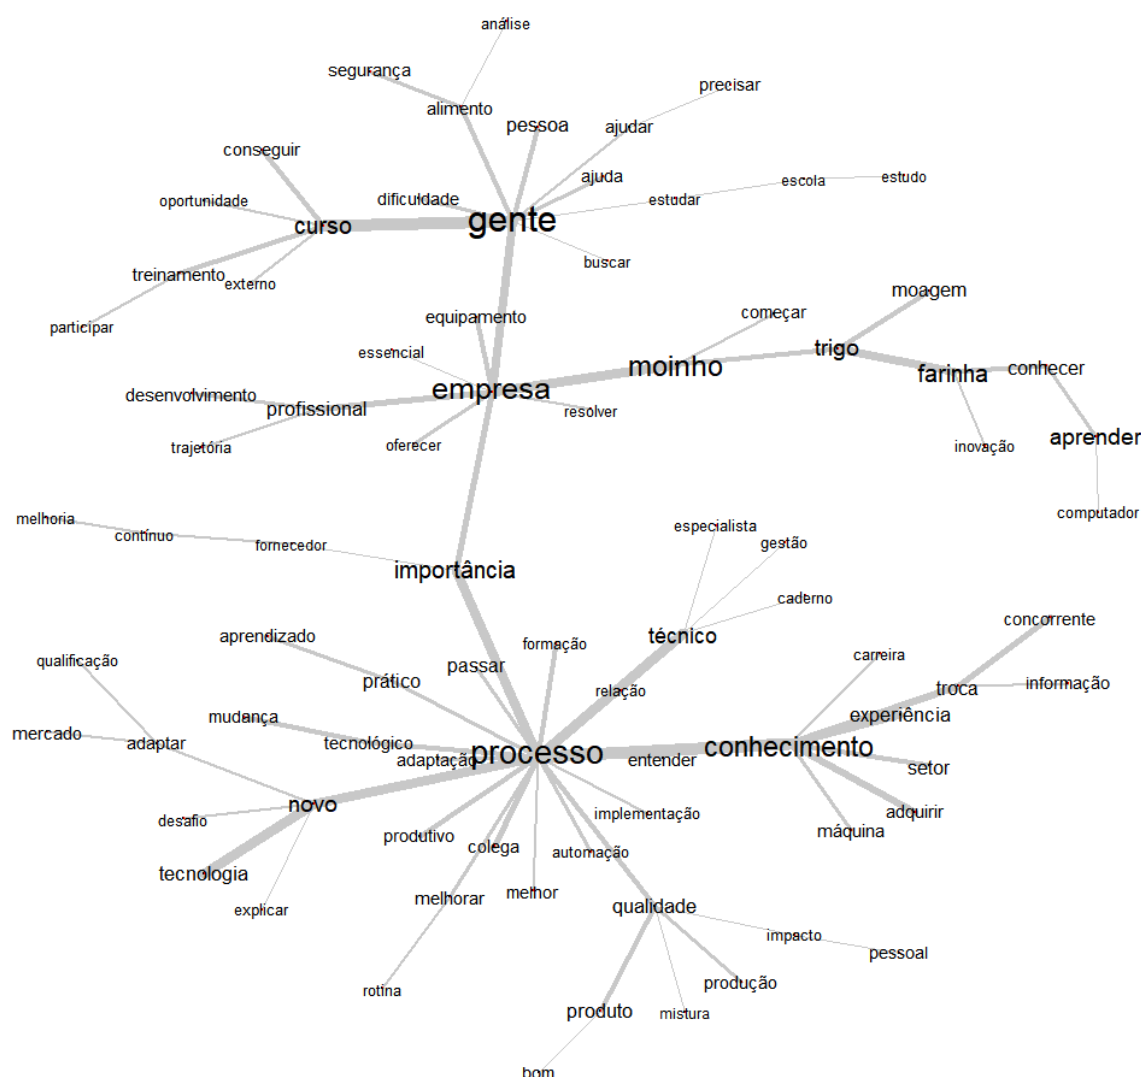 análise
segurança
precisar
alimento
pessoa
ajudar
conseguir
ajuda
escola
estudo
oportunidade
dificuldade
estudar
gente
curso
buscar
treinamento
externo
moagem
participar
equipamento
começar
essencial
moinho
trigo
conhecer
farinha
desenvolvimento
empresa
profissional
resolver
aprender
trajetória
oferecer
inovação
computador
melhoria
especialista
contínuo
fornecedor
gestão
importância
caderno
concorrente
aprendizado
formação
técnico
qualificação
passar
carreira
prático
relação
troca
informação
mudança
experiência
mercado
adaptar
tecnológico
processo
conhecimento
adaptação
entender
setor
novo
desafio
implementação
adquirir
produtivo
máquina
colega
automação
tecnologia
melhorar
melhor
explicar
qualidade
impacto
pessoal
rotina
produção
produto
mistura
bom